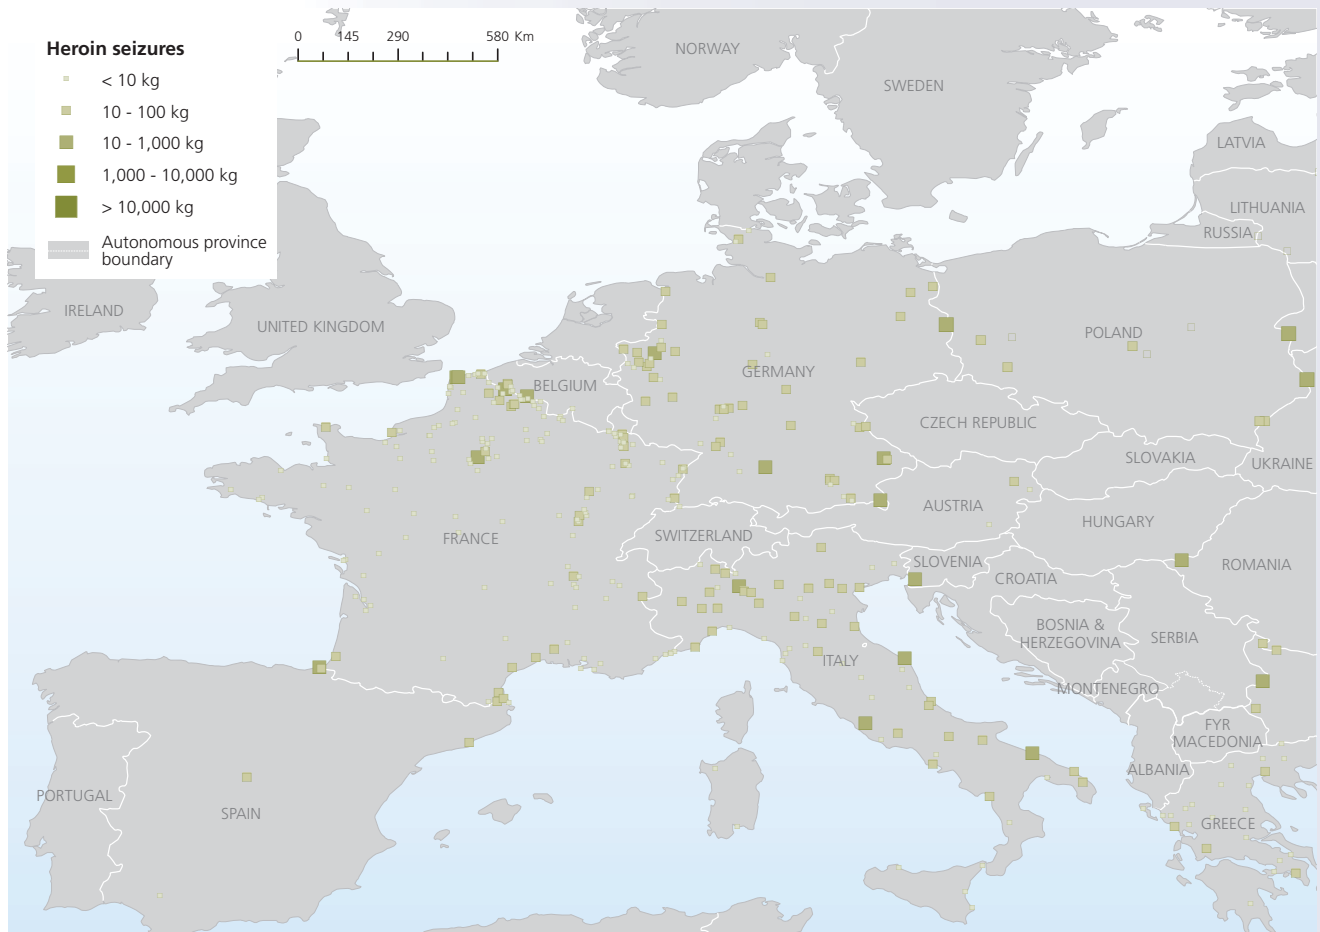 Heroin seizures
< 10 kg
10 - 100 kg
10 - 1,000 kg
1,000 - 10,000 kg
> 10,000 kg
Autonomous province
boundary
0 145 290 580 Km
NORWAY
SWEDEN
LATVIA
LITHUANIA
RUSSIA
IRELAND
UNITED KINGDOM
POLAND
BELGIUM
GERMANY
CZECH REPUBLIC
SLOVAKIA
UKRAINE
AUSTRIA
HUNGARY
FRANCE
SWITZERLAND
SLOVENIA
ROMANIA
CROATIA
BOSNIA &
HERZEGOVINA
SERBIA
ITALY
MONTENEGRO
FYR
MACEDONIA
ALBANIA
PORTUGAL
SPAIN
GREECE